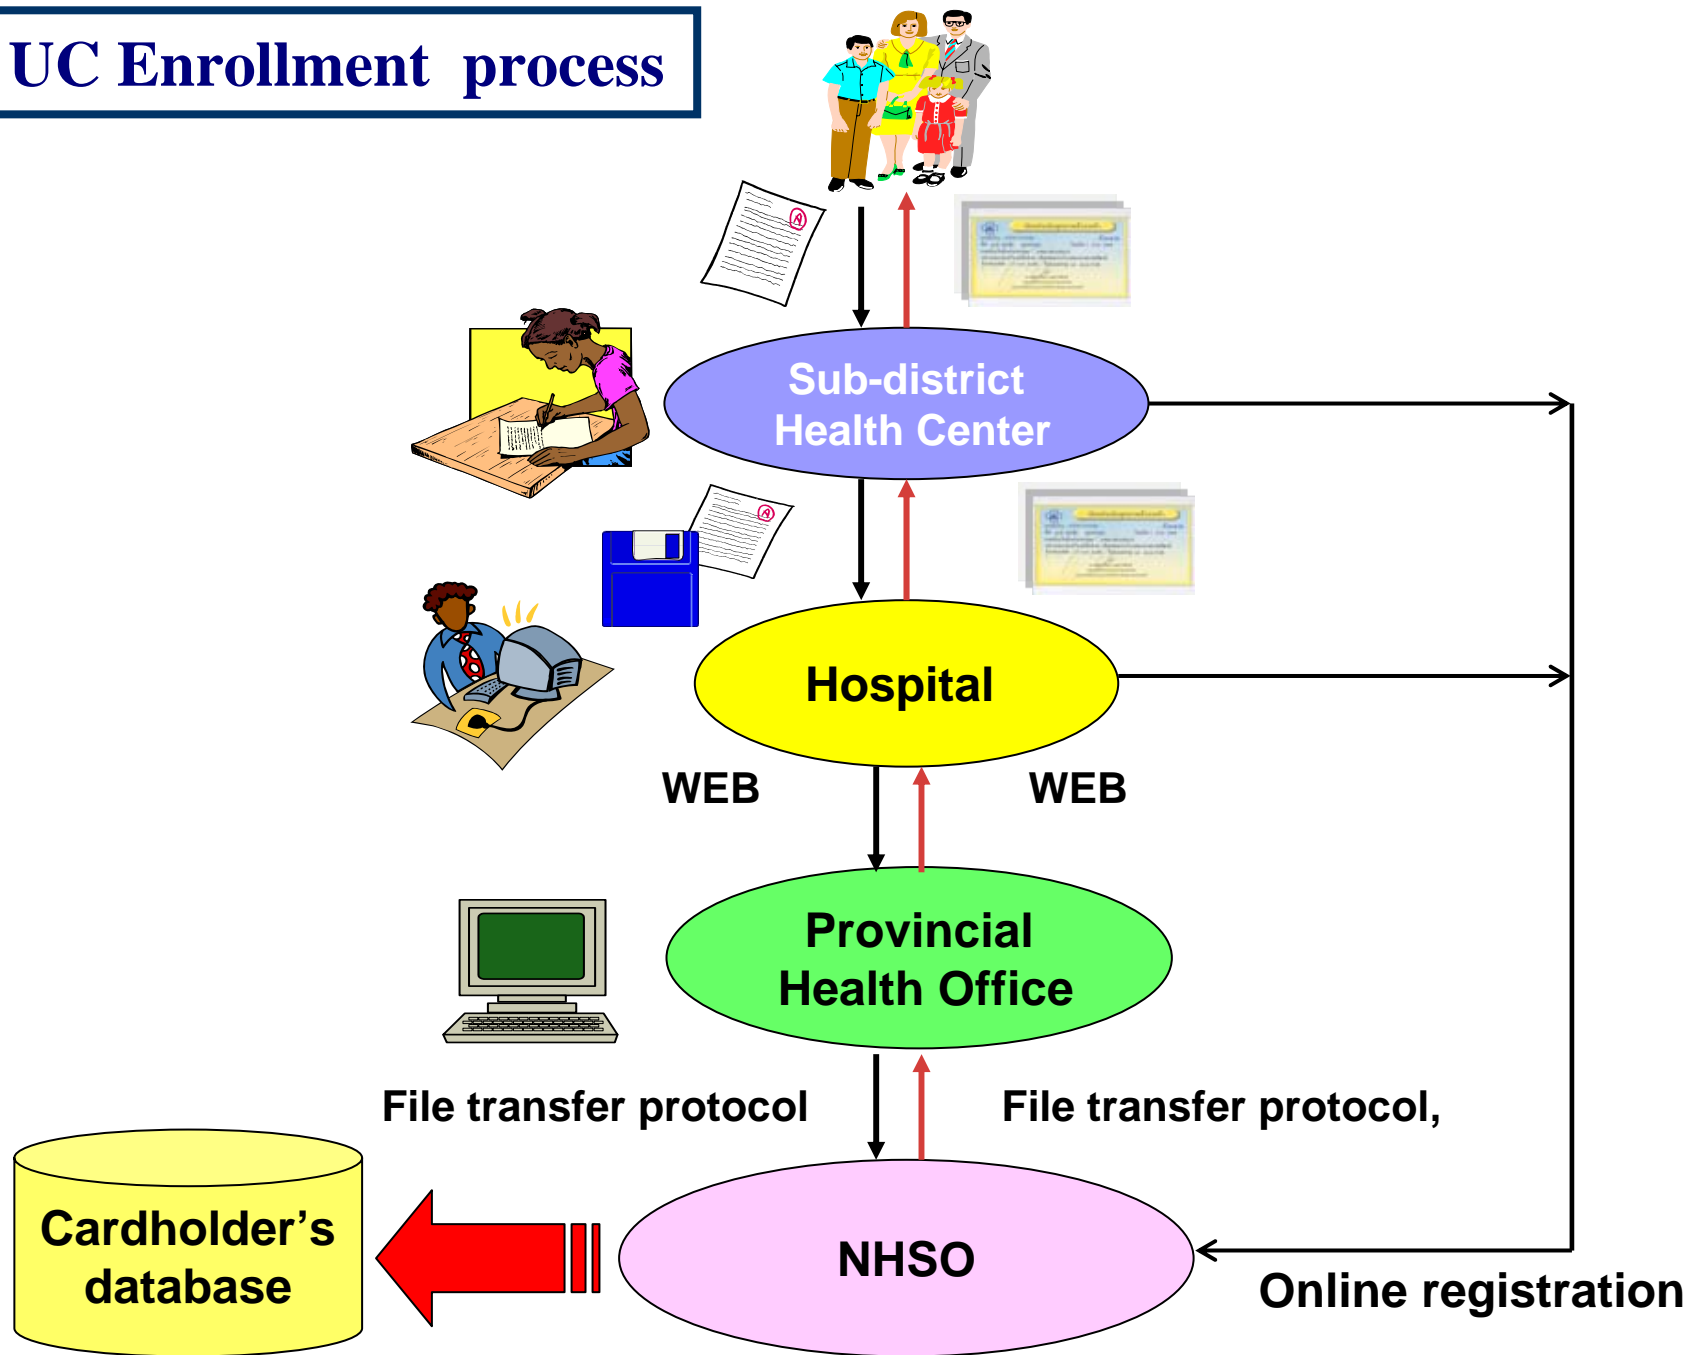 UC Enrollment process
Sub-district
Health Center
Hospital
WEB
WEB
Provincial
Health Office
File transfer protocol
File transfer protocol,
Cardholder’s
database
NHSO
Online registration
A
A